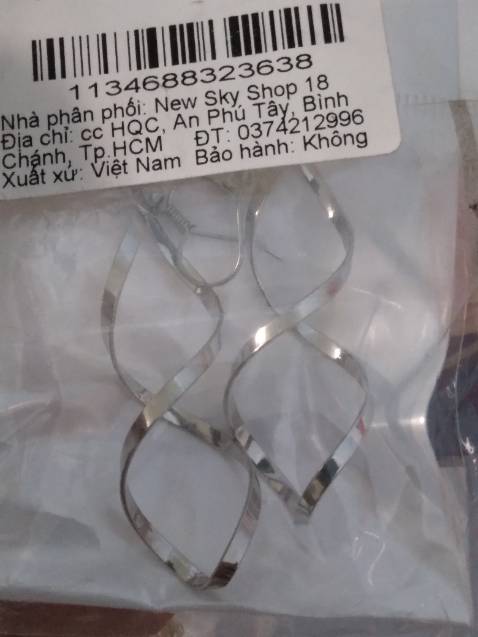 1134688323638
Nhà phân phối: New Sky Shop 18
Địa chỉ: cc HQC, An Phú Tây, Bình
Chánh, Tp.HCM ĐT: 0374212996
Xuất xứ: Việt Nam Bảo hành: Không